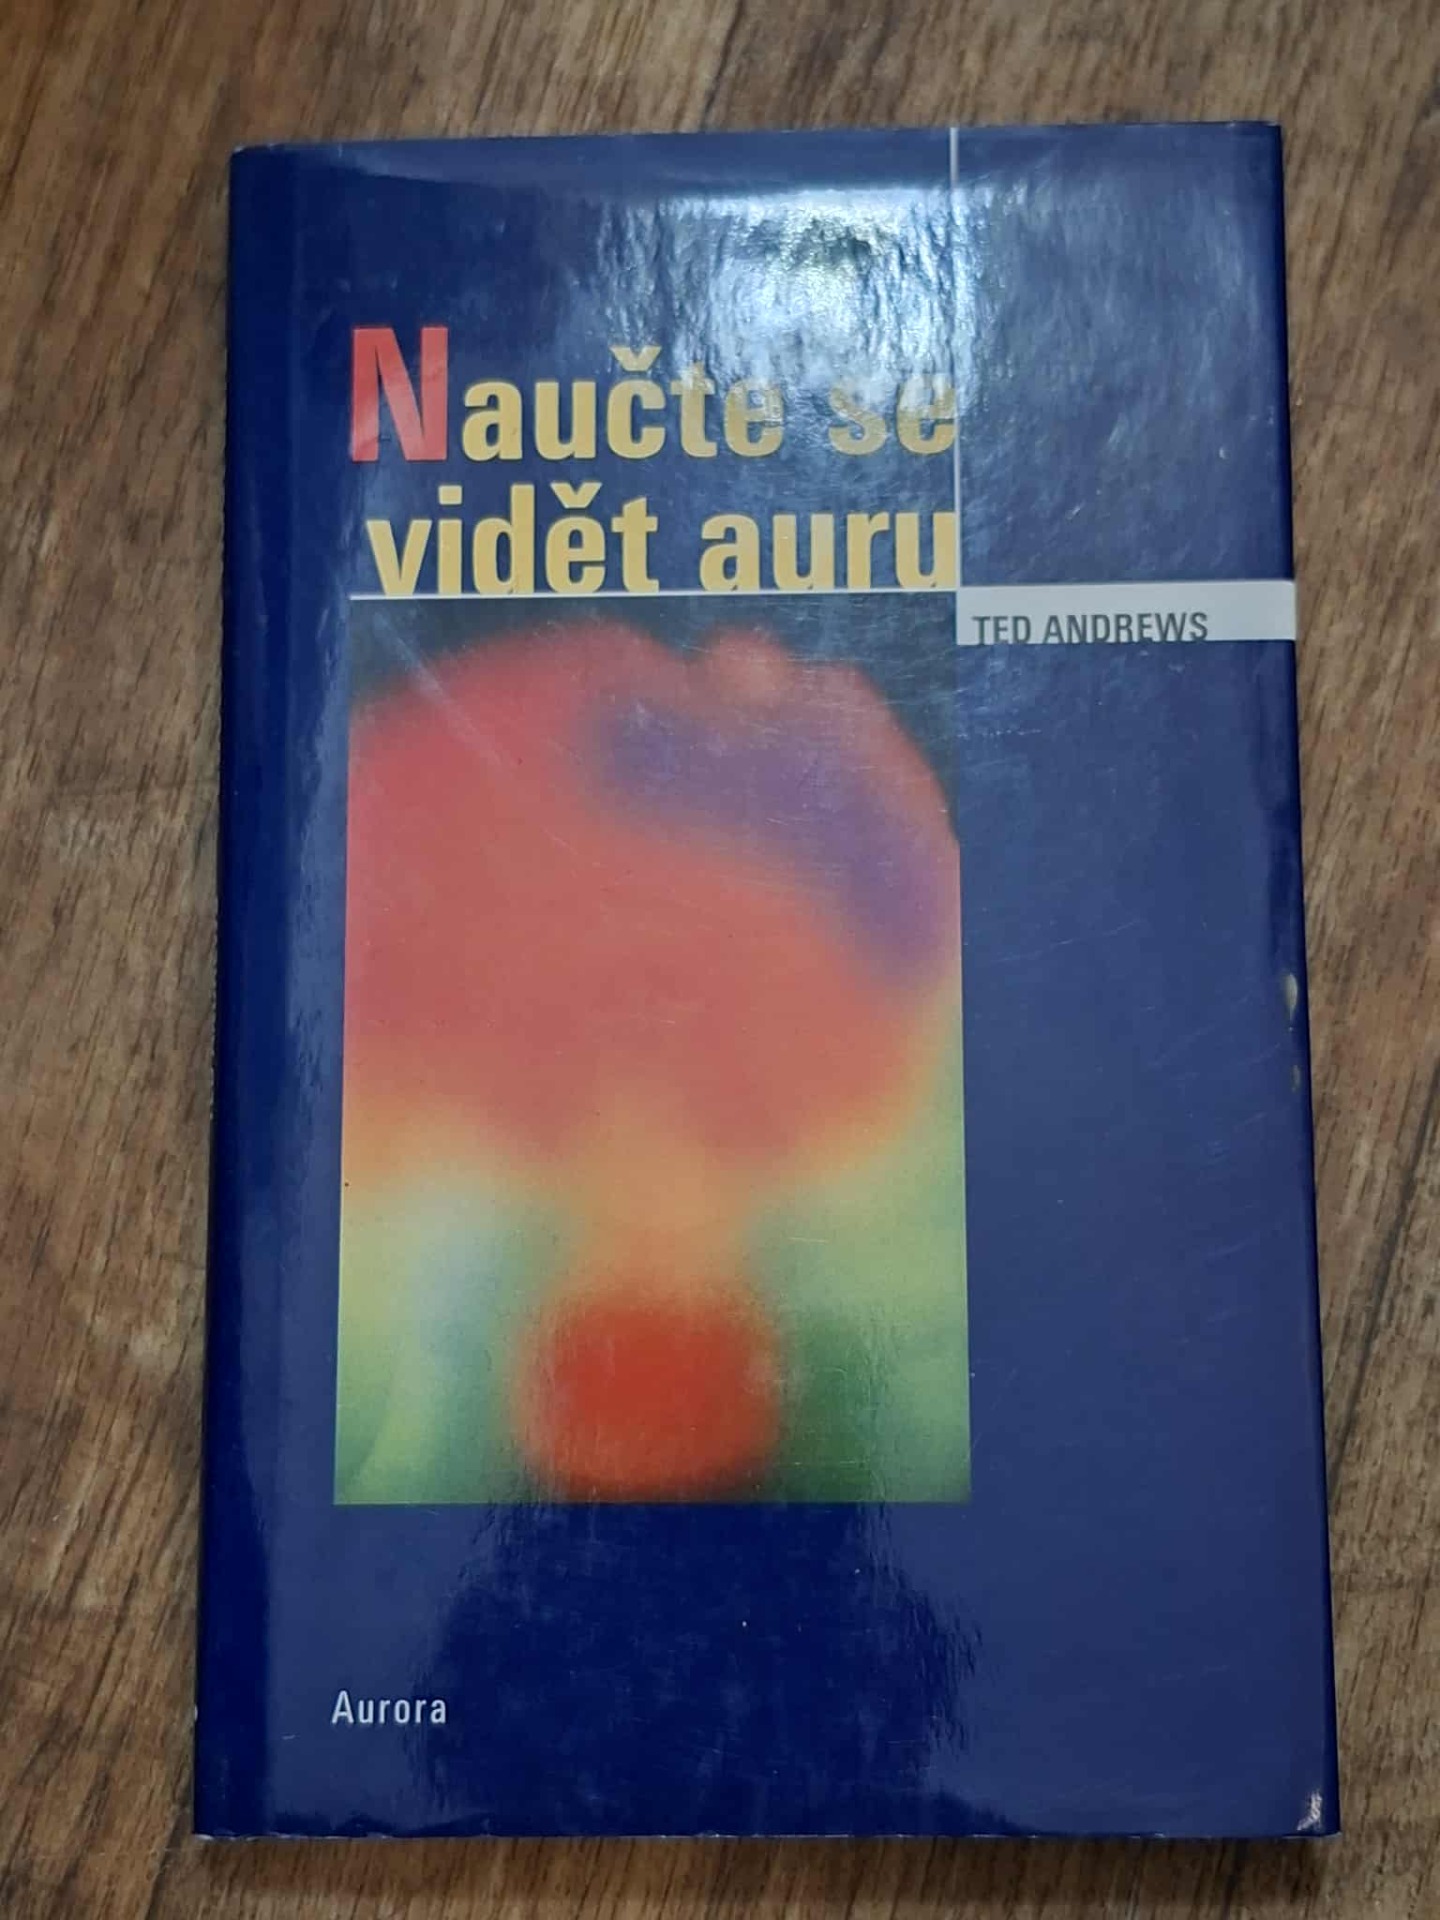 Naučte se
vidět auru
TED ANDREWS
Aurora